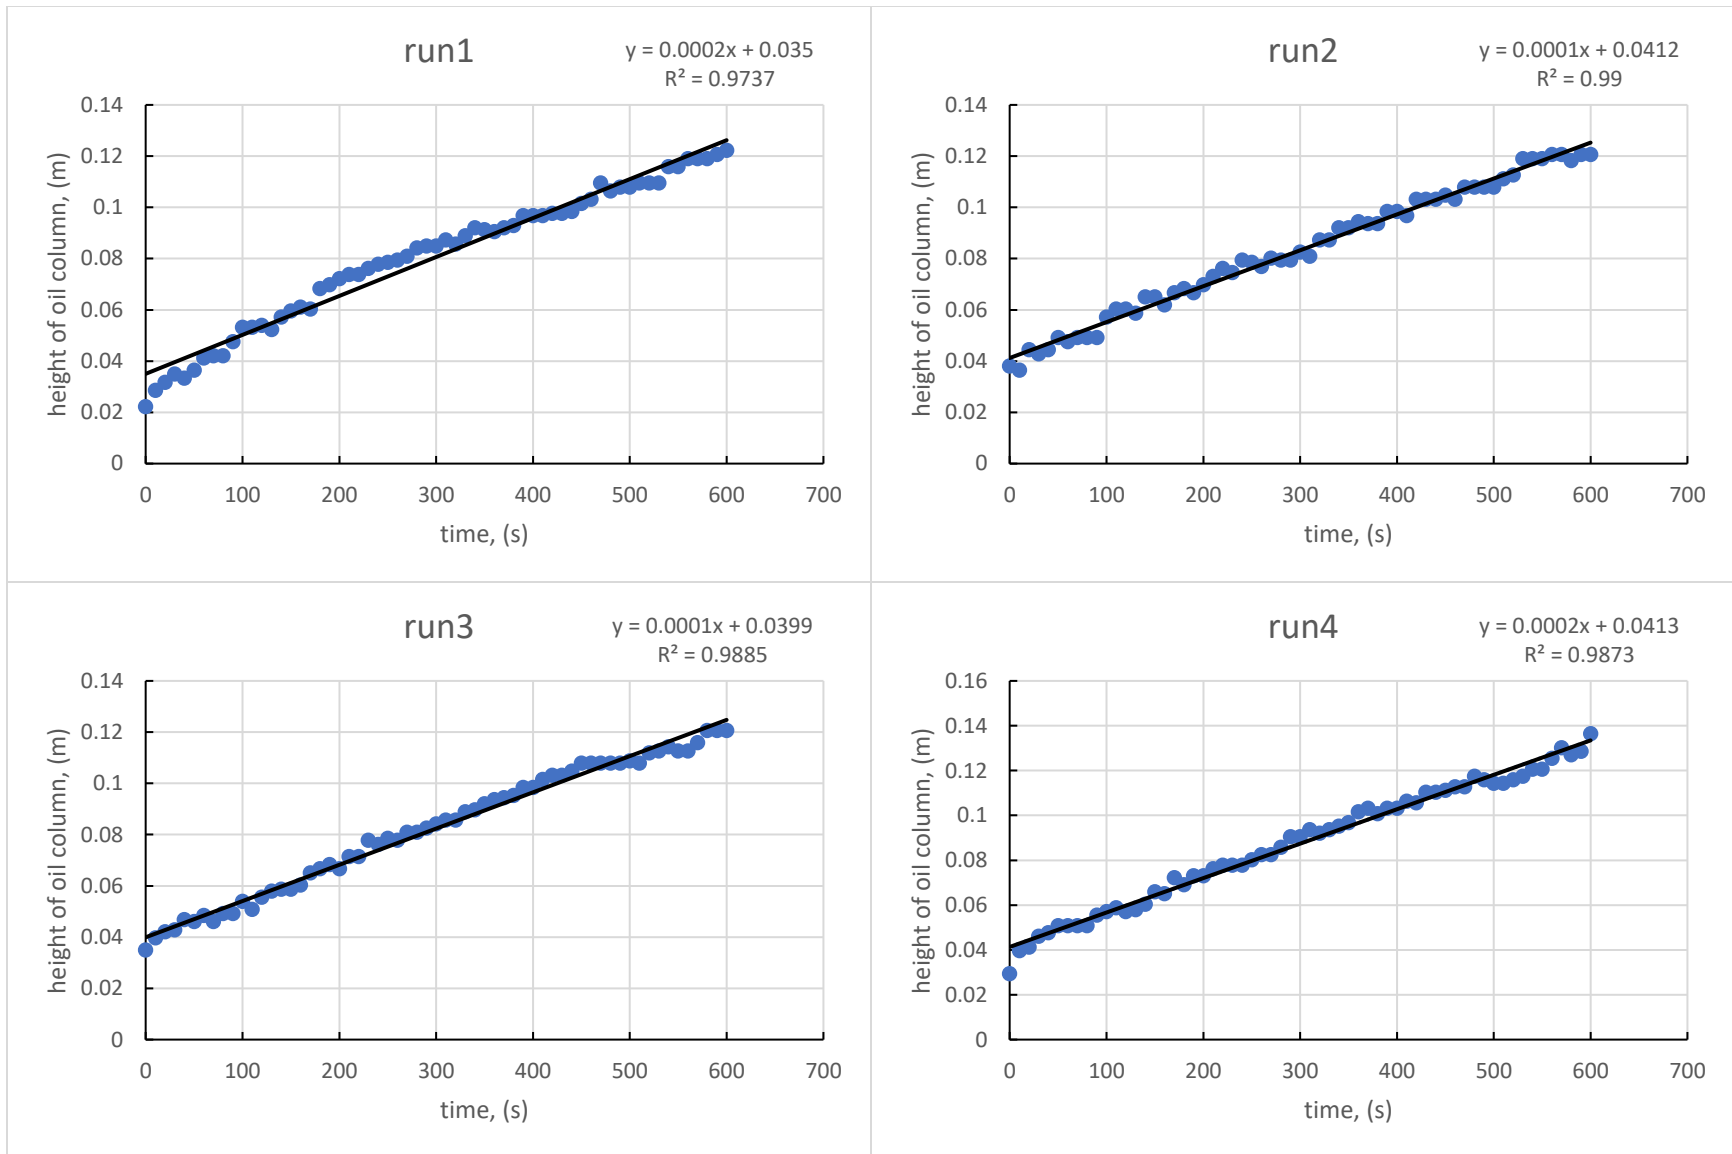 run1
y = 0.0002x + 0.035
R² = 0.9737
height of oil column, (m)
0.14
0.12
0.1
0.08
0.06
0.04
0.02
0
0 100 200 300 400 500 600 700
time, (s)
run2
y = 0.0001x + 0.0412
R² = 0.99
height of oil column, (m)
0.14
0.12
0.1
0.08
0.06
0.04
0.02
0
0 100 200 300 400 500 600 700
time, (s)
run3
y = 0.0001x + 0.0399
R² = 0.9885
height of oil column, (m)
0.14
0.12
0.1
0.08
0.06
0.04
0.02
0
0 100 200 300 400 500 600 700
time, (s)
run4
y = 0.0002x + 0.0413
R² = 0.9873
height of oil column, (m)
0.16
0.14
0.12
0.1
0.08
0.06
0.04
0.02
0
0 100 200 300 400 500 600 700
time, (s)